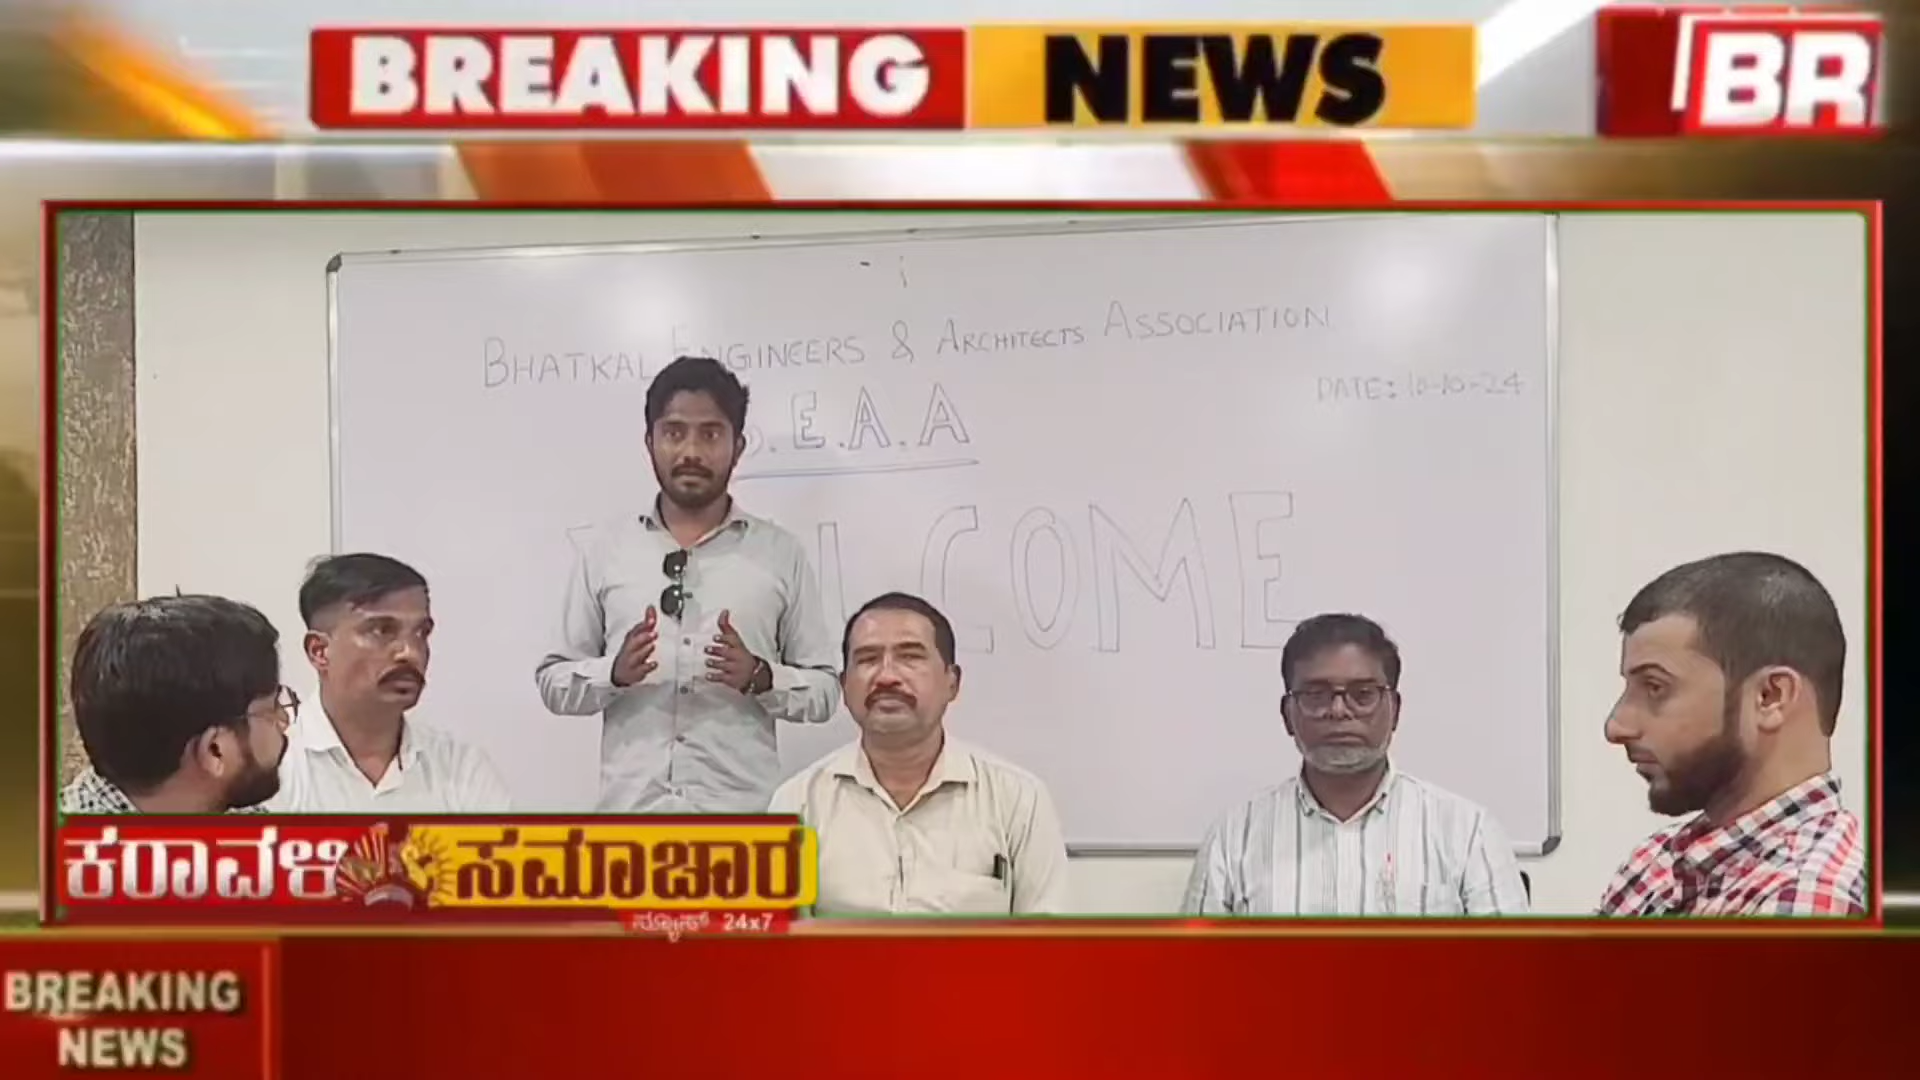 BREAKING NEWS BR
BHATKAL ENGINEERS & ARCHITECTS ASSOCIATION
DATE: 10-10-24
.E.A.A
COME
ಕರಾವಳಿ ಸಮಾಚಾರ
ನ್ಯೂಸ್ 24x7
BREAKING
NEWS